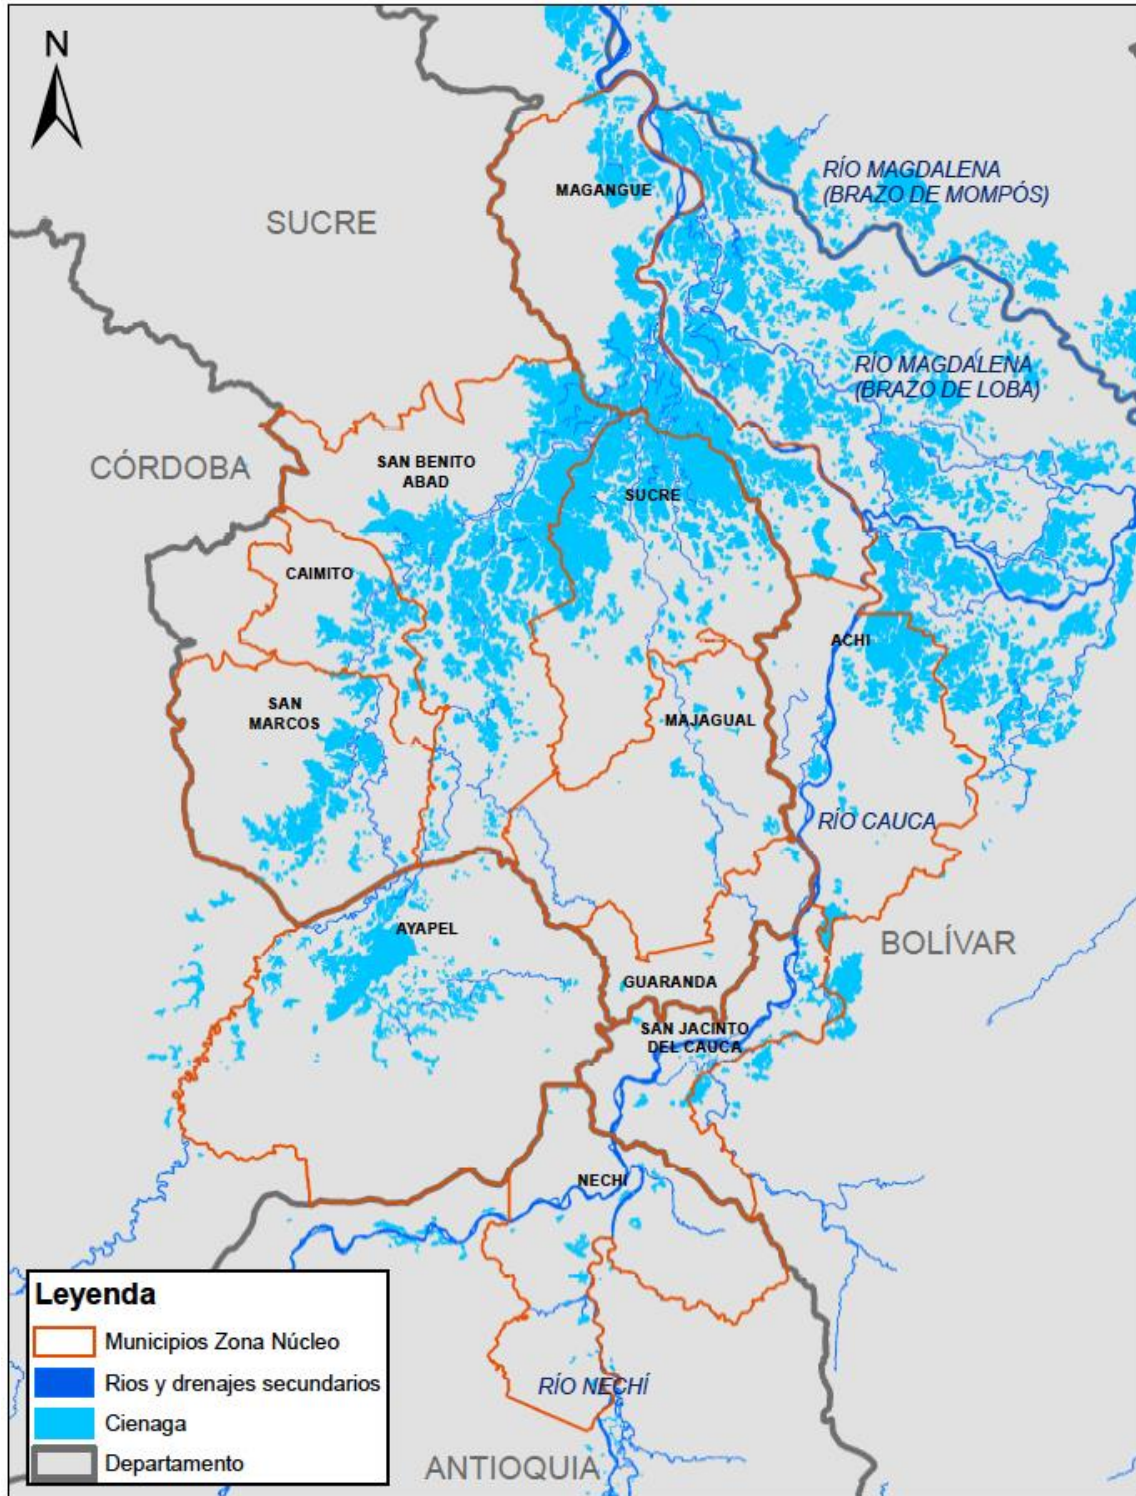 N
RÍO MAGDALENA
(BRAZO DE MOMPÓS)
MAGANGUE
SUCRE
RÍO MAGDALENA
(BRAZO DE LOBA)
CÓRDOBA
SAN BENITO
ABAD
SUCRE
CAIMITO
ACHI
SAN
MARCOS
MAJAGUAL
RÍO CAUCA
AYAPEL
BOLÍVAR
GUARANDA
SAN JACINTO
DEL CAUCA
NECHI
Leyenda
Municipios Zona Núcleo
Rios y drenajes secundarios
Cienaga
Departamento
RÍO NECHÍ
ANTIOQUIA